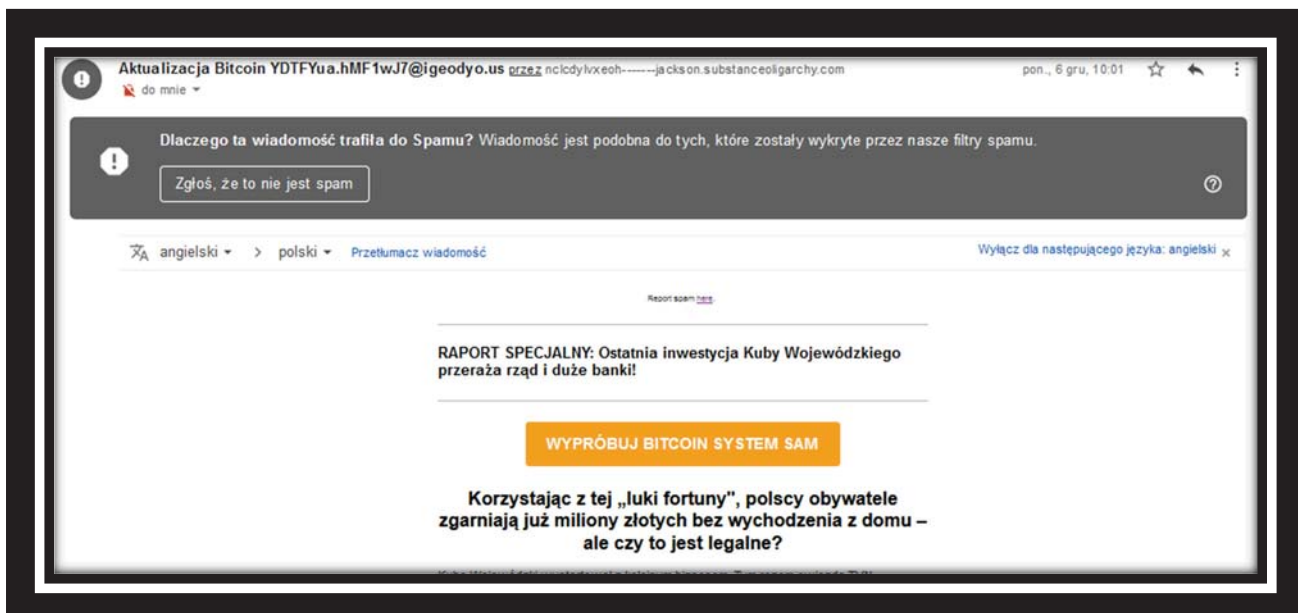 Aktualizacja Bitcoin YDTFYua.hMF1wJ7@igeodyo.us przez nclcdylvxeoh-------jackson.substanceoligarchy.com pon., 6 gru, 10:01
do mnie
Dlaczego ta wiadomość trafiła do Spamu? Wiadomość jest podobna do tych, które zostały wykryte przez nasze filtry spamu.
Zgłoś, że to nie jest spam
angielski > polski Przetłumacz wiadomość Wyłącz dla następującego języka: angielski x
Report spam here.
RAPORT SPECJALNY: Ostatnia inwestycja Kuby Wojewódzkiego
przeraża rząd i duże banki!
WYPRÓBUJ BITCOIN SYSTEM SAM
Korzystając z tej „luki fortuny", polscy obywatele
zgarniają już miliony złotych bez wychodzenia z domu –
ale czy to jest legalne?